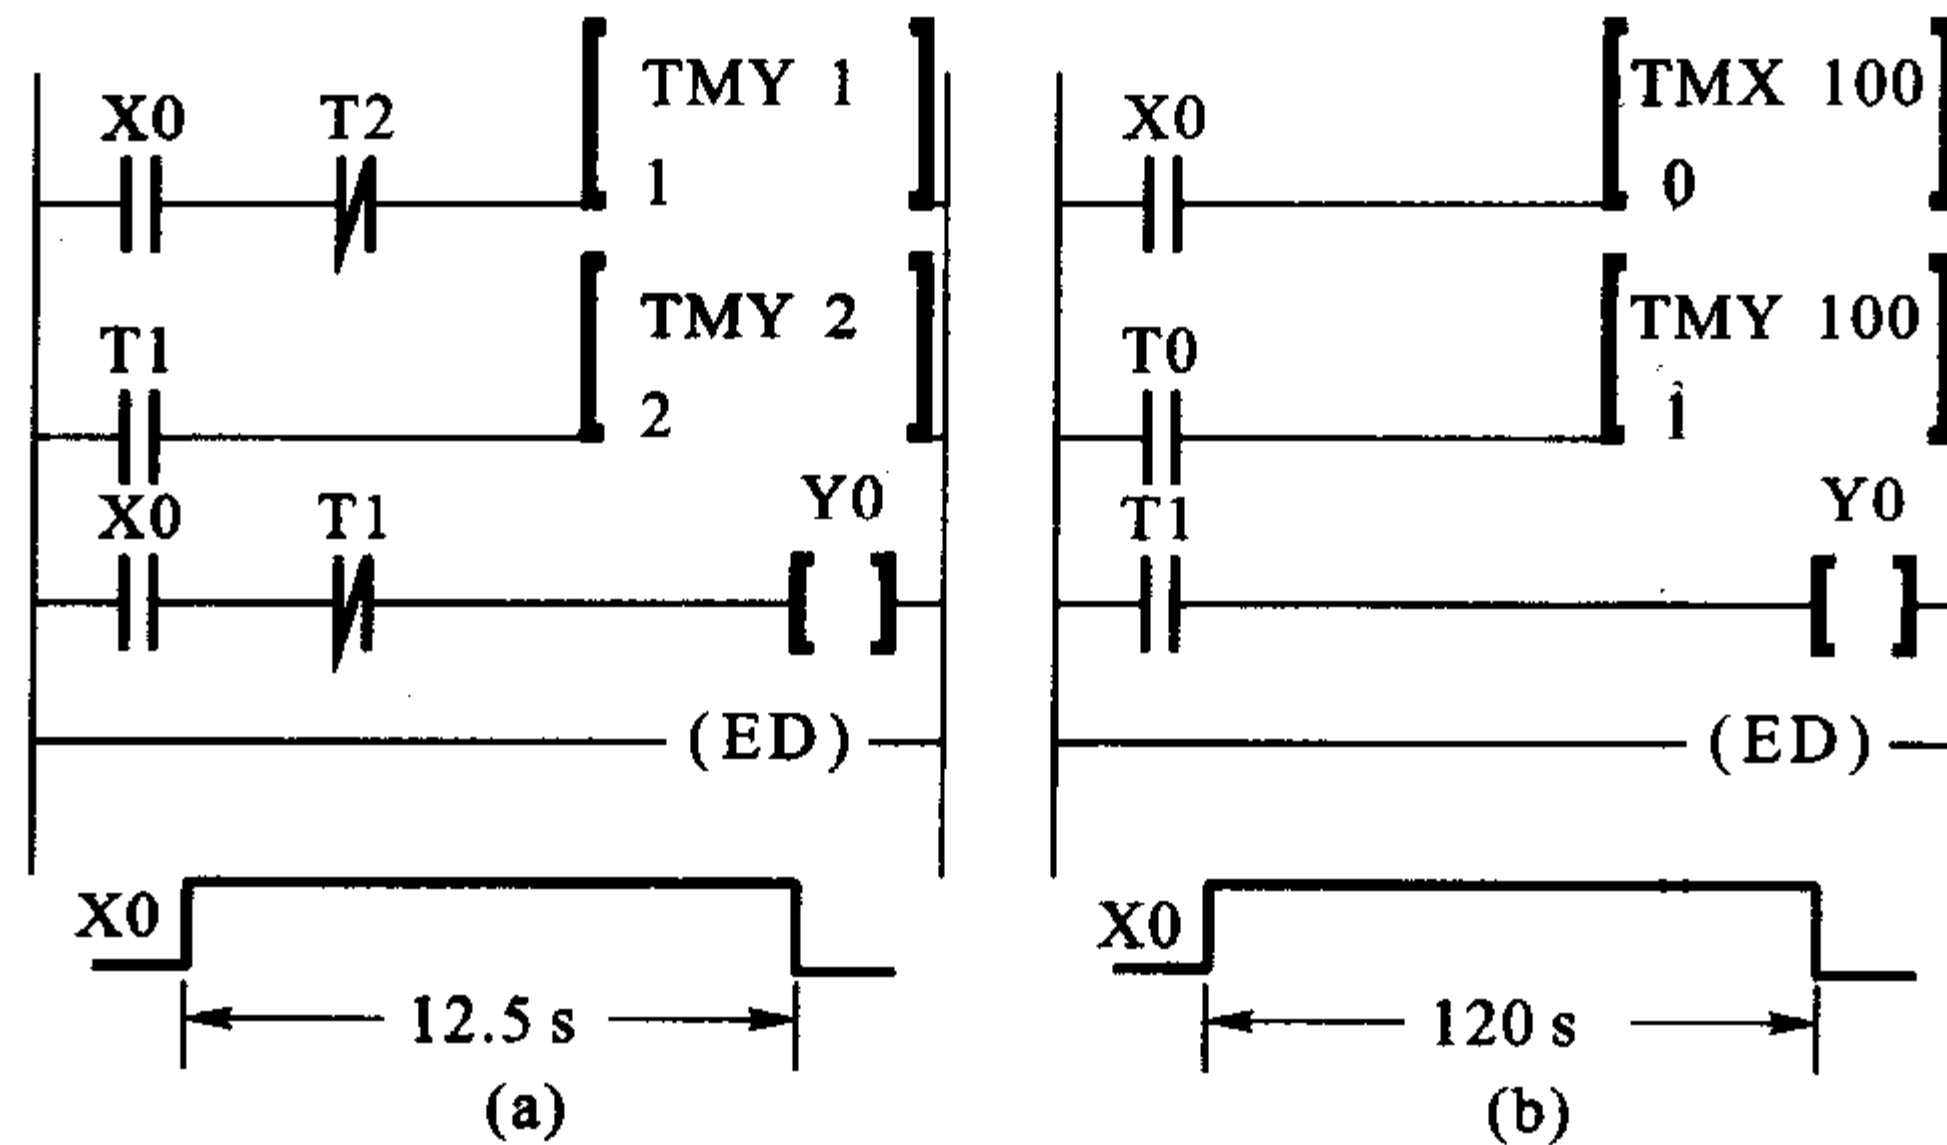 X0 T2 TMY 1
1
T1 TMY 2
2
X0 T1 Y0
(ED)
X0
12.5 s
(a)
X0 TMX 100
0
T0 TMY 100
1
T1 Y0
(ED)
X0
120 s
(b)